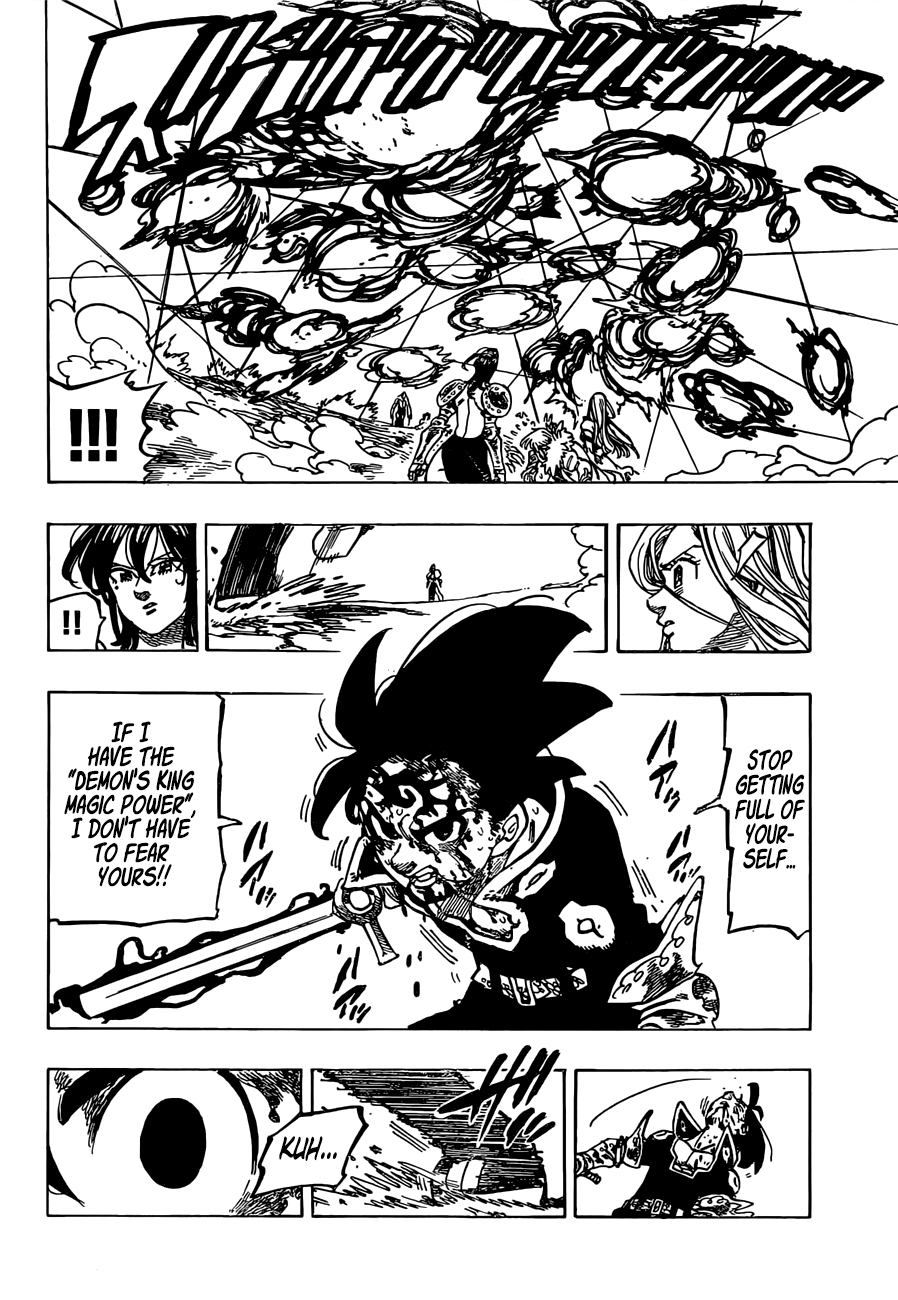 !!!
!!
STOP
GETTING
FULL OF
YOUR-
SELF...
IF I
HAVE THE
"DEMON'S KING
MAGIC POWER",
I DON'T HAVE
TO FEAR
YOURS!!
KUH...